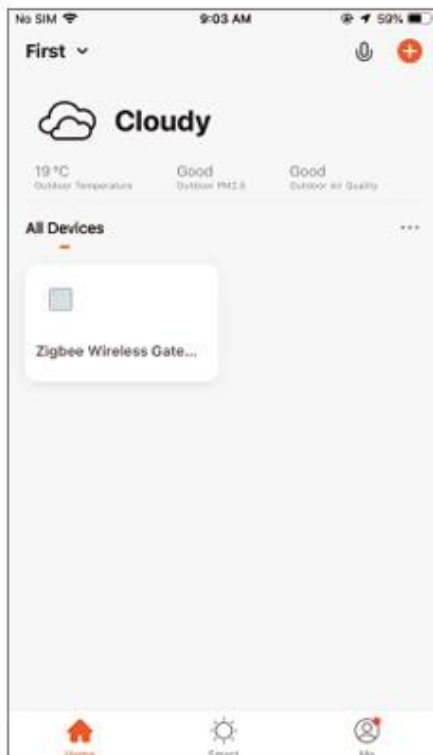 No SIM 9:03 AM 59%
First
Cloudy
19 °C Good Good
Outdoor Temperature Outdoor PM2.5 Outdoor Air Quality
All Devices ...
Zigbee Wireless Gate...
Home Smart Me